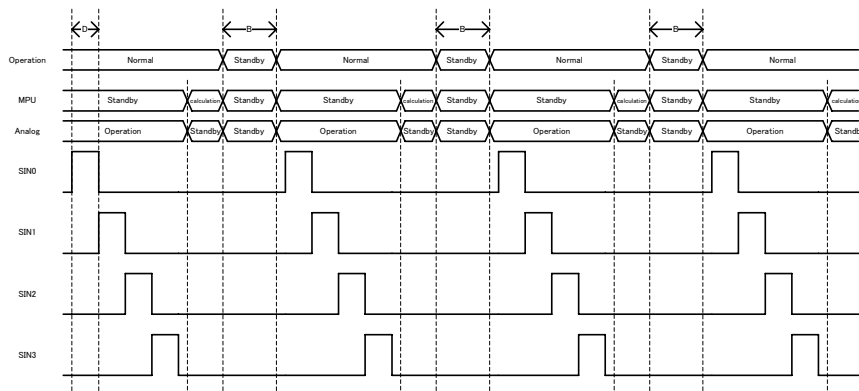 D B B B
Operation Normal Standby Normal Standby Normal Standby Normal
MPU Standby calculation Standby Standby calculation Standby Standby calculation Standby Standby calculation
Analog Operation Standby Standby Operation Standby Standby Operation Standby Standby Operation Standby
SIN0
SIN1
SIN2
SIN3